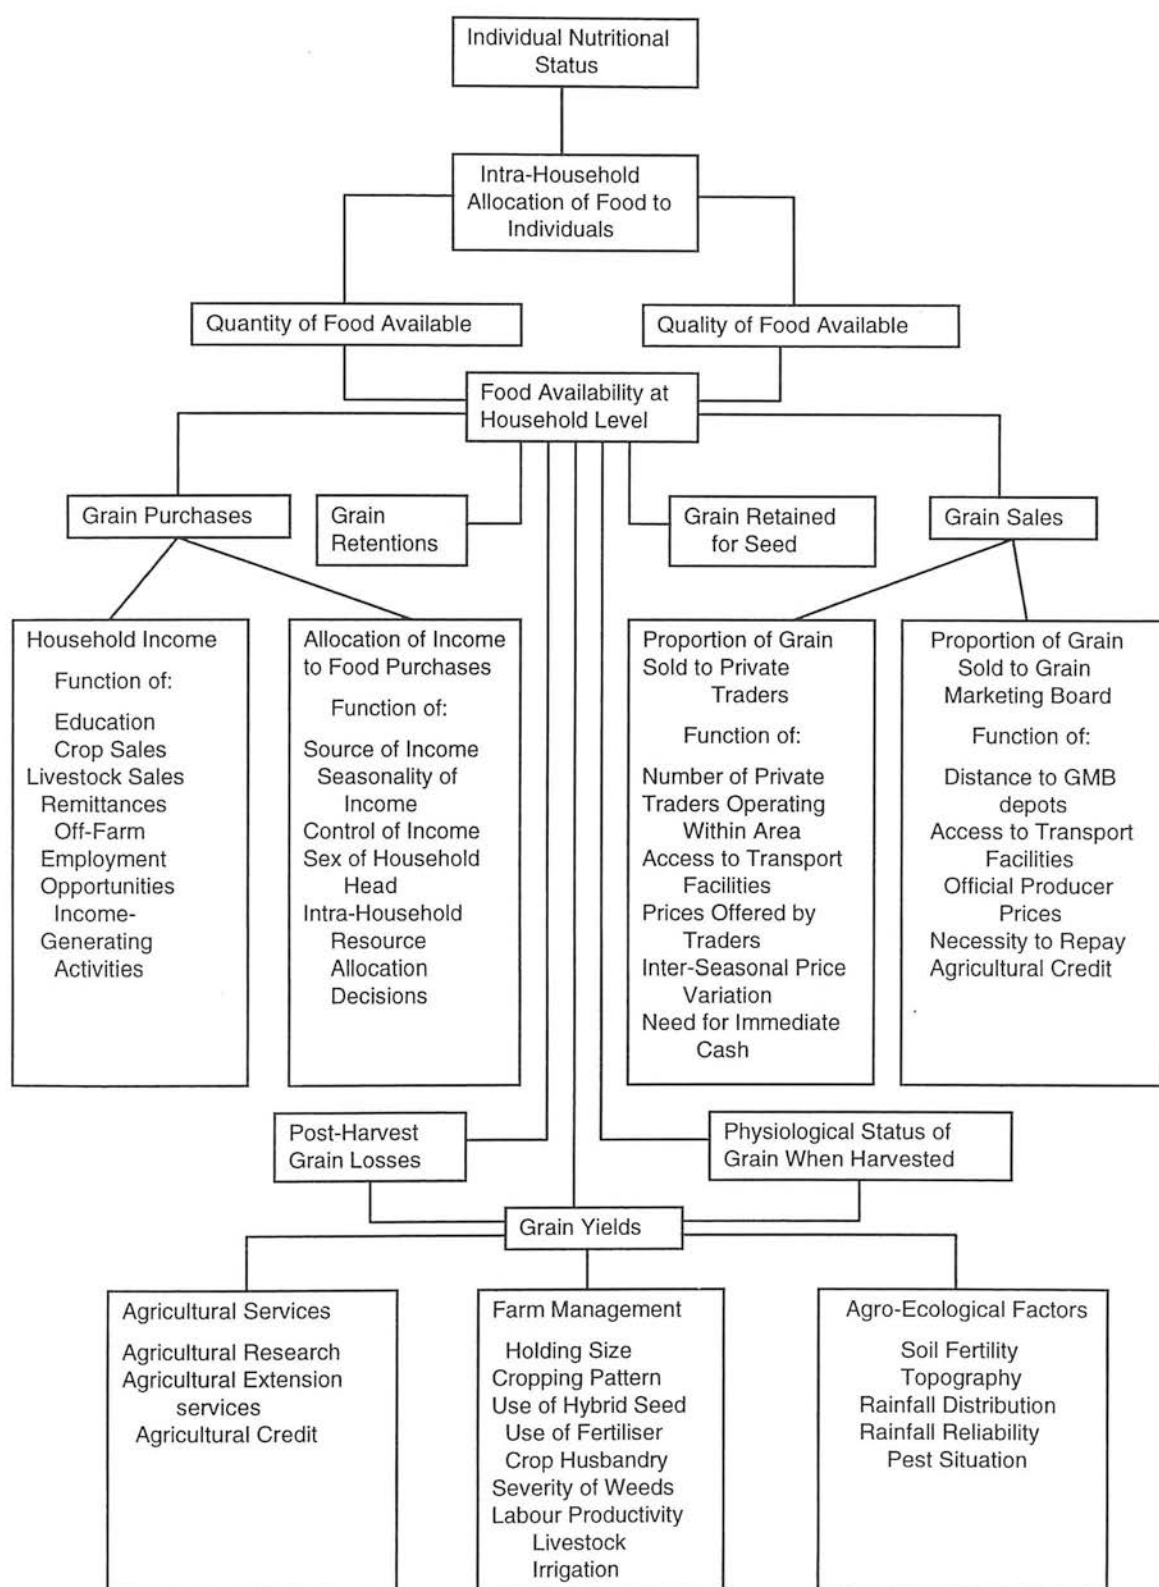 Individual Nutritional
Status
Intra-Household
Allocation of Food to
Individuals
Quantity of Food Available
Quality of Food Available
Food Availability at
Household Level
Grain Purchases
Grain
Retentions
Grain Retained
for Seed
Grain Sales
Household Income
Function of:
Education
Crop Sales
Livestock Sales
Remittances
Off-Farm
Employment
Opportunities
Income-
Generating
Activities
Allocation of Income
to Food Purchases
Function of:
Source of Income
Seasonality of
Income
Control of Income
Sex of Household
Head
Intra-Household
Resource
Allocation
Decisions
Proportion of Grain
Sold to Private
Traders
Function of:
Number of Private
Traders Operating
Within Area
Access to Transport
Facilities
Prices Offered by
Traders
Inter-Seasonal Price
Variation
Need for Immediate
Cash
Proportion of Grain
Sold to Grain
Marketing Board
Function of:
Distance to GMB
depots
Access to Transport
Facilities
Official Producer
Prices
Necessity to Repay
Agricultural Credit
Post-Harvest
Grain Losses
Physiological Status of
Grain When Harvested
Grain Yields
Agricultural Services
Agricultural Research
Agricultural Extension
services
Agricultural Credit
Farm Management
Holding Size
Cropping Pattern
Use of Hybrid Seed
Use of Fertiliser
Crop Husbandry
Severity of Weeds
Labour Productivity
Livestock
Irrigation
Agro-Ecological Factors
Soil Fertility
Topography
Rainfall Distribution
Rainfall Reliability
Pest Situation